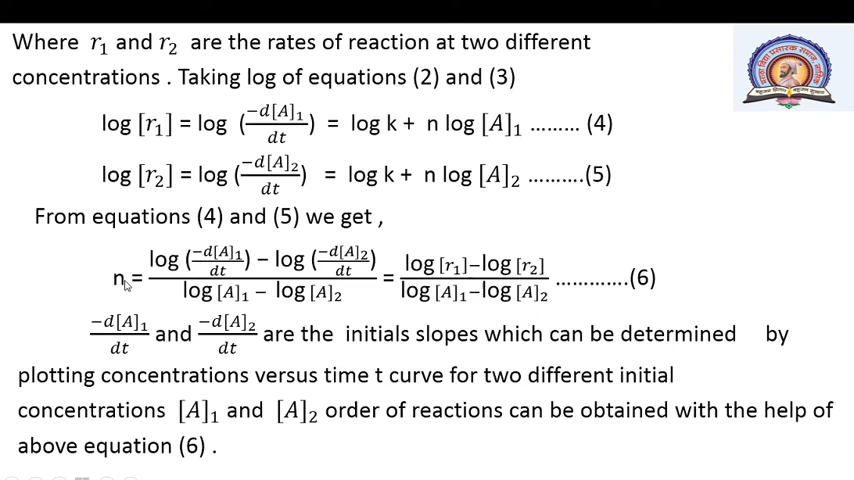 Where r₁ and r₂ are the rates of reaction at two different
concentrations . Taking log of equations (2) and (3)
log [r₁] = log (−d[A]₁/dt) = log k + n log [A]₁ ……… (4)
log [r₂] = log (−d[A]₂/dt) = log k + n log [A]₂ ……….(5)
From equations (4) and (5) we get ,
n = (log (−d[A]₁/dt) − log (−d[A]₂/dt)) / (log [A]₁ − log [A]₂) = (log [r₁]−log [r₂]) / (log [A]₁−log [A]₂) ………….(6)
−d[A]₁/dt and −d[A]₂/dt are the initials slopes which can be determined by
plotting concentrations versus time t curve for two different initial
concentrations [A]₁ and [A]₂ order of reactions can be obtained with the help of
above equation (6) .